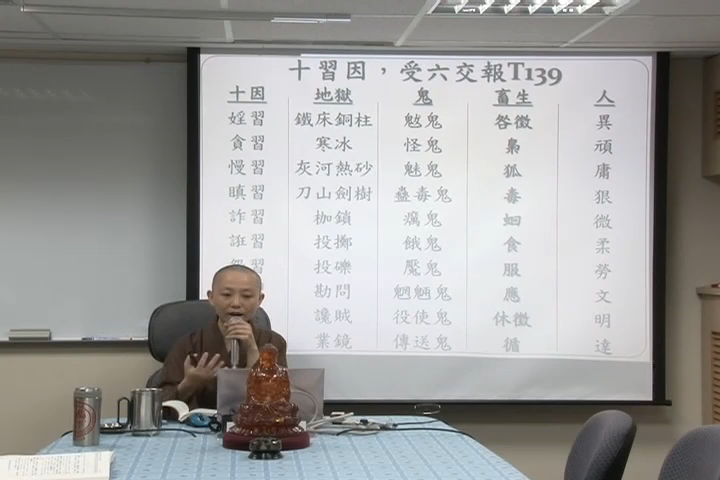 十習因，受六交報T139
十因 地獄 鬼 畜生 人
婬習 鐵床銅柱 魃鬼 咎徵 異
貪習 寒冰 怪鬼 梟 頑
慢習 灰河熱砂 魅鬼 狐 庸
瞋習 刀山劍樹 蠱毒鬼 毒 狠
詐習 枷鎖 癘鬼 蛔 微
誑習 投擲 餓鬼 食 柔
投礫 魘鬼 服 勞
勘問 魍魎鬼 應 文
讒賊 役使鬼 休徵 明
業鏡 傳送鬼 循 達